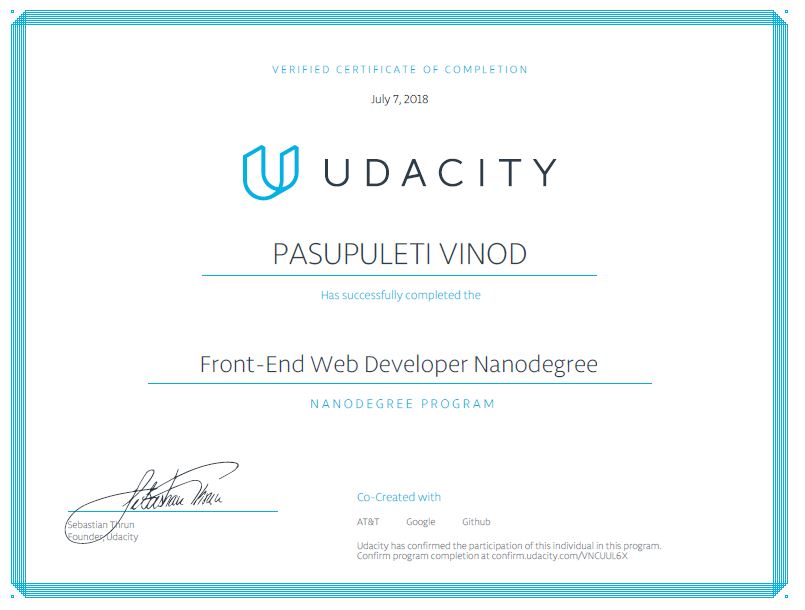 VERIFIED CERTIFICATE OF COMPLETION
July 7, 2018
UDACITY
PASUPULETI VINOD
Has successfully completed the
Front-End Web Developer Nanodegree
NANODEGREE PROGRAM
Sebastian Thrun
Sebastian Thrun
Founder, Udacity
Co-Created with
AT&T Google Github
Udacity has confirmed the participation of this individual in this program.
Confirm program completion at confirm.udacity.com/VNCUUL6X